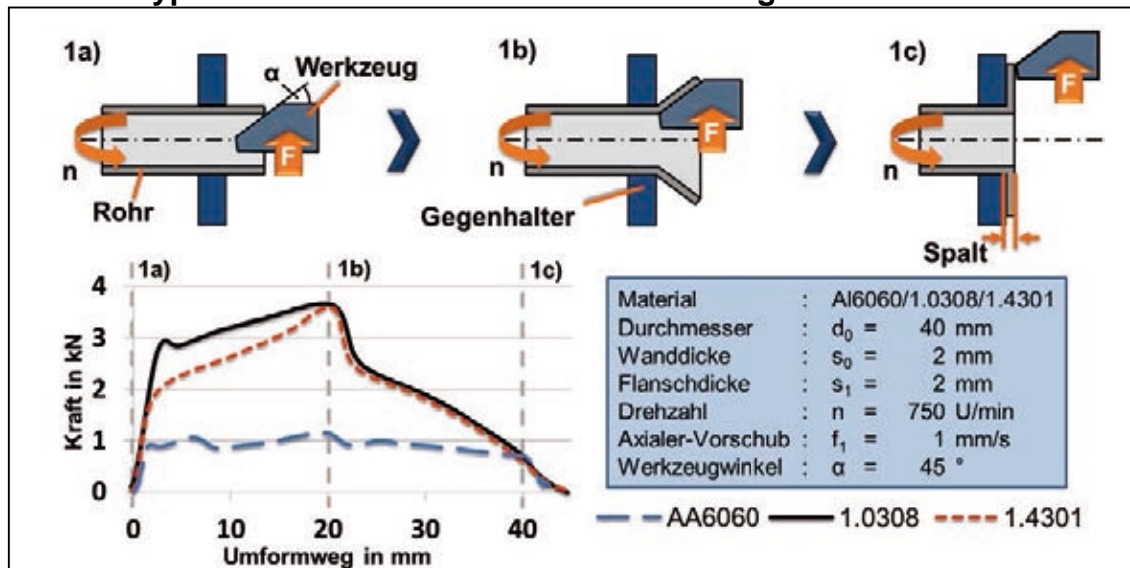 1a)
α
Werkzeug
F
n
Rohr
1b)
F
n
Gegenhalter
1c)
F
n
Spalt
1a)
1b)
1c)
4
3
2
1
0
Kraft in kN
0
10
20
30
40
Umformweg in mm
Material : Al6060/1.0308/1.4301
Durchmesser : d₀ = 40 mm
Wanddicke : s₀ = 2 mm
Flanschdicke : s₁ = 2 mm
Drehzahl : n = 750 U/min
Axialer-Vorschub : f₁ = 1 mm/s
Werkzeugwinkel : α = 45 °
AA6060 1.0308 1.4301